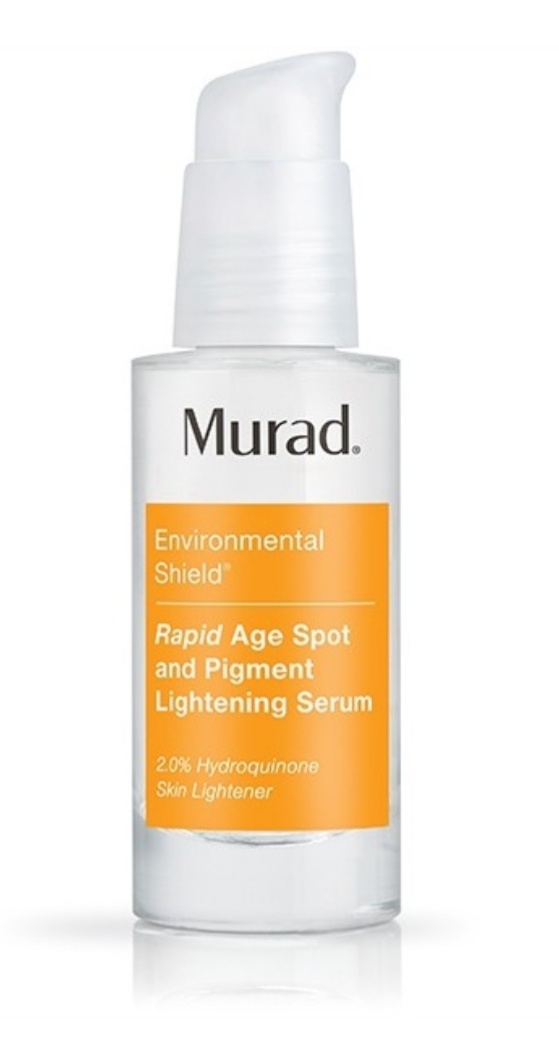 Murad®
Environmental
Shield®
Rapid Age Spot
and Pigment
Lightening Serum
2.0% Hydroquinone
Skin Lightener